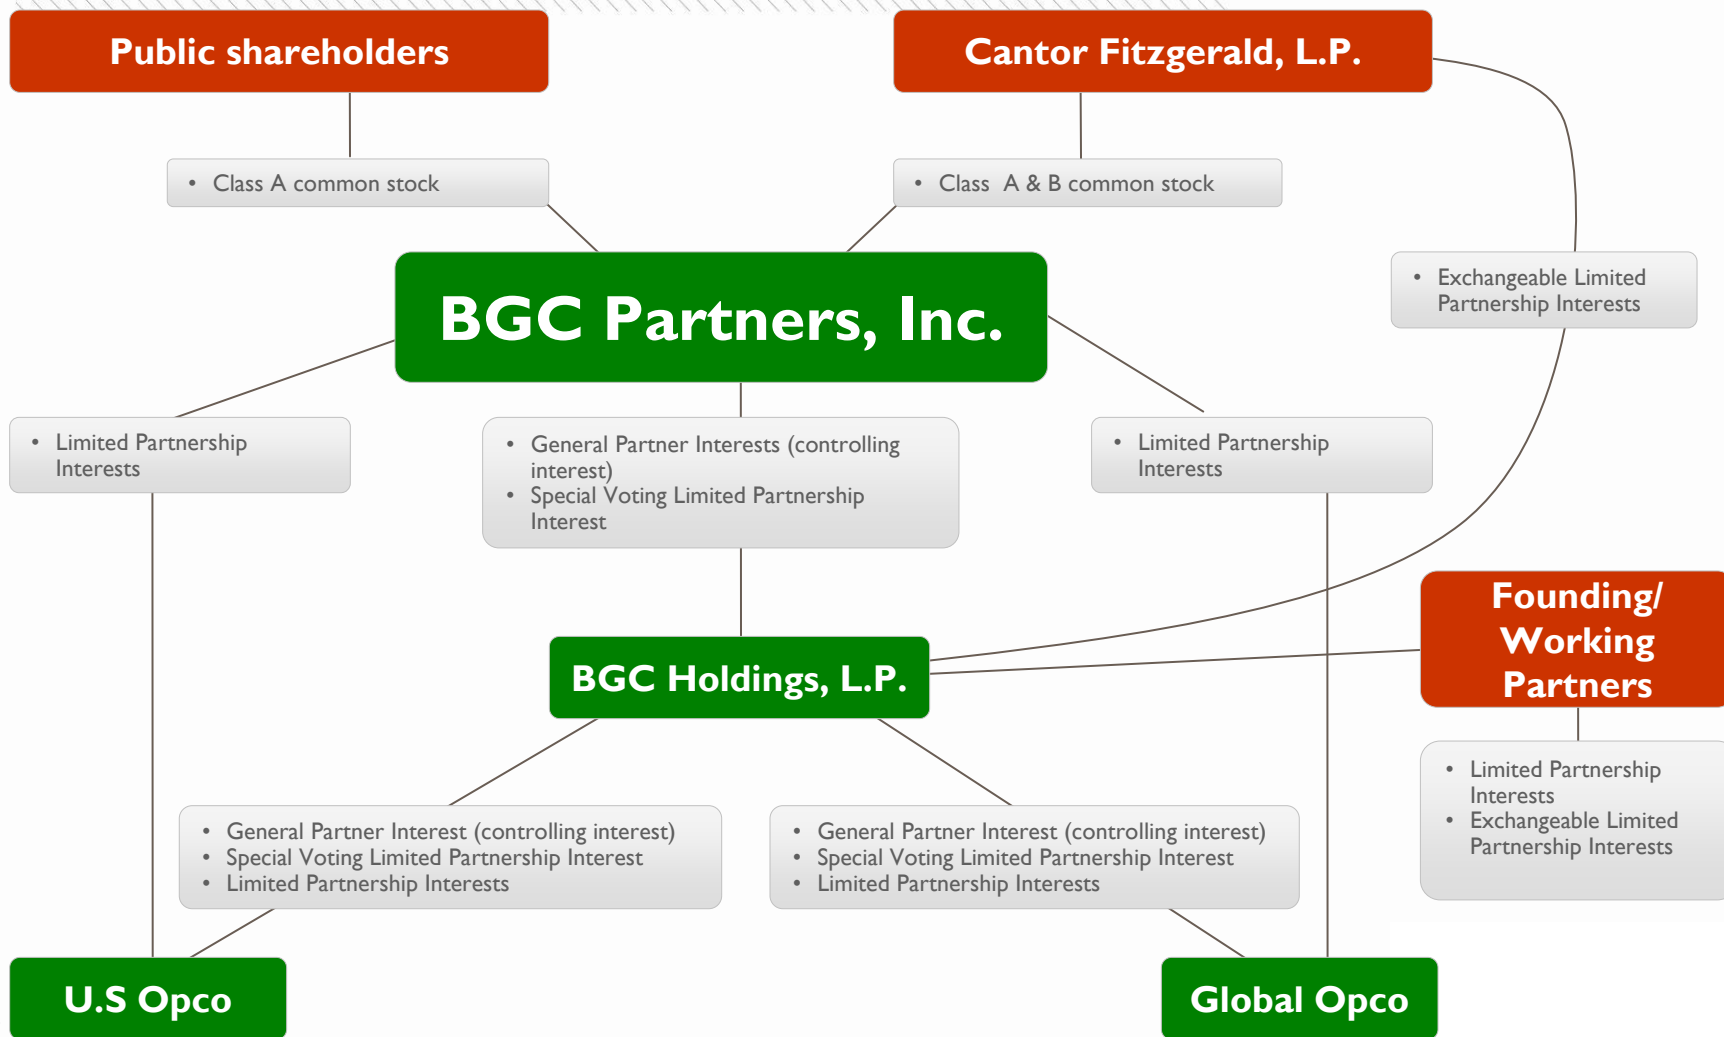 Public shareholders
Cantor Fitzgerald, L.P.
• Class A common stock
• Class A & B common stock
BGC Partners, Inc.
• Exchangeable Limited
Partnership Interests
• Limited Partnership
Interests
• General Partner Interests (controlling
interest)
• Special Voting Limited Partnership
Interest
• Limited Partnership
Interests
Founding/
Working
Partners
BGC Holdings, L.P.
• Limited Partnership
Interests
• Exchangeable Limited
Partnership Interests
• General Partner Interest (controlling interest)
• Special Voting Limited Partnership Interest
• Limited Partnership Interests
• General Partner Interest (controlling interest)
• Special Voting Limited Partnership Interest
• Limited Partnership Interests
U.S Opco
Global Opco